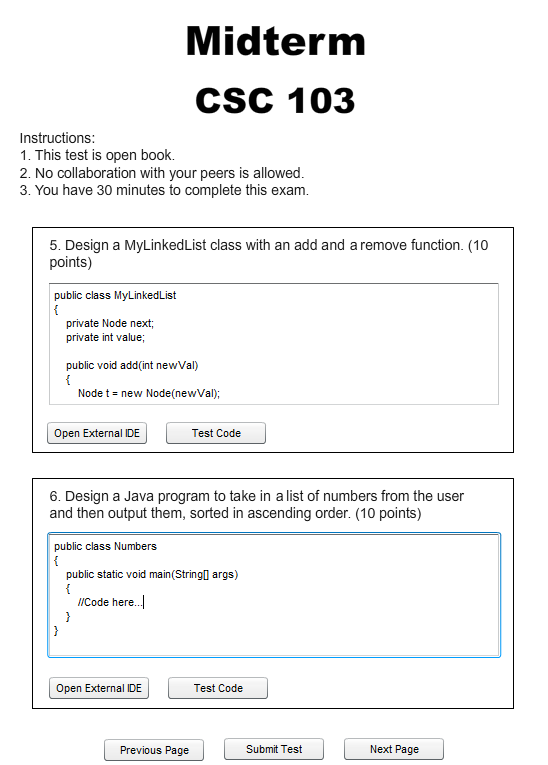 Midterm
CSC 103
Instructions:
1. This test is open book.
2. No collaboration with your peers is allowed.
3. You have 30 minutes to complete this exam.
5. Design a MyLinkedList class with an add and a remove function. (10
points)
public class MyLinkedList
{
private Node next;
private int value;
public void add(int newVal)
{
Node t = new Node(newVal);
Open External IDE
Test Code
6. Design a Java program to take in a list of numbers from the user
and then output them, sorted in ascending order. (10 points)
public class Numbers
{
public static void main(String[] args)
{
//Code here...
}
}
Open External IDE
Test Code
Previous Page
Submit Test
Next Page